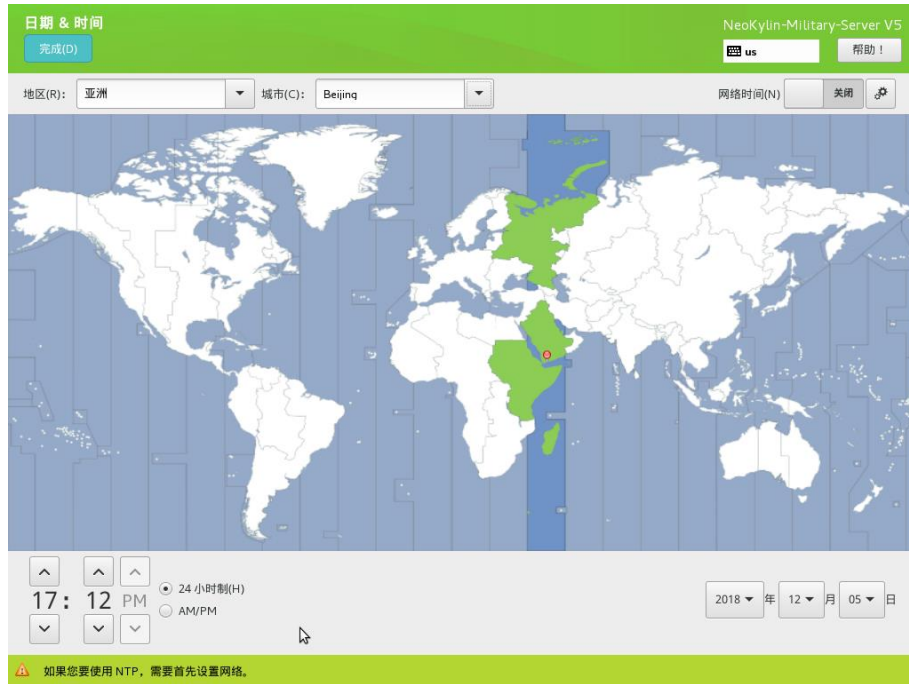 日期 & 时间
NeoKylin-Military-Server V5
完成(D)
us
帮助！
地区(R): 亚洲 城市(C): Beijing 网络时间(N) 关闭
17 : 12 PM
24 小时制(H)
AM/PM
2018 年 12 月 05 日
如果您要使用 NTP，需要首先设置网络。